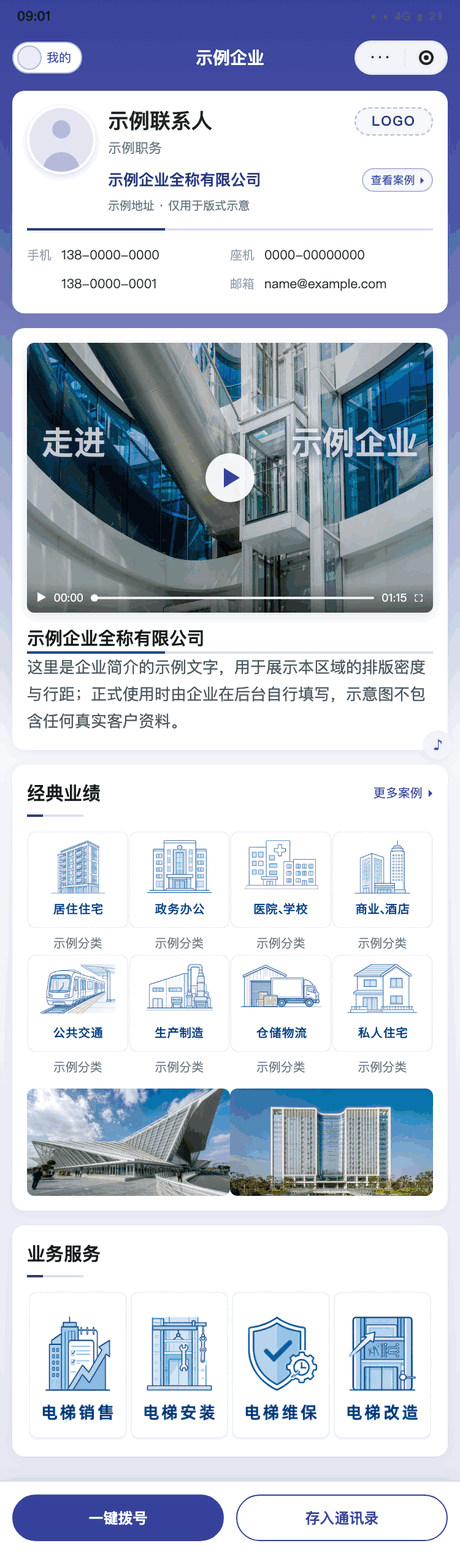 09:01
4G 21
我的
示例企业
示例联系人
LOGO
示例职务
示例企业全称有限公司
查看案例
示例地址 · 仅用于版式示意
手机 138-0000-0000
座机 0000-00000000
138-0000-0001
邮箱 name@example.com
走进
示例企业
00:00
01:15
示例企业全称有限公司
这里是企业简介的示例文字，用于展示本区域的排版密度
与行距；正式使用时由企业在后台自行填写，示意图不包
含任何真实客户资料。
经典业绩
更多案例
居住住宅
政务办公
医院、学校
商业、酒店
示例分类
示例分类
示例分类
示例分类
公共交通
生产制造
仓储物流
私人住宅
示例分类
示例分类
示例分类
示例分类
业务服务
电梯销售
电梯安装
电梯维保
电梯改造
一键拨号
存入通讯录